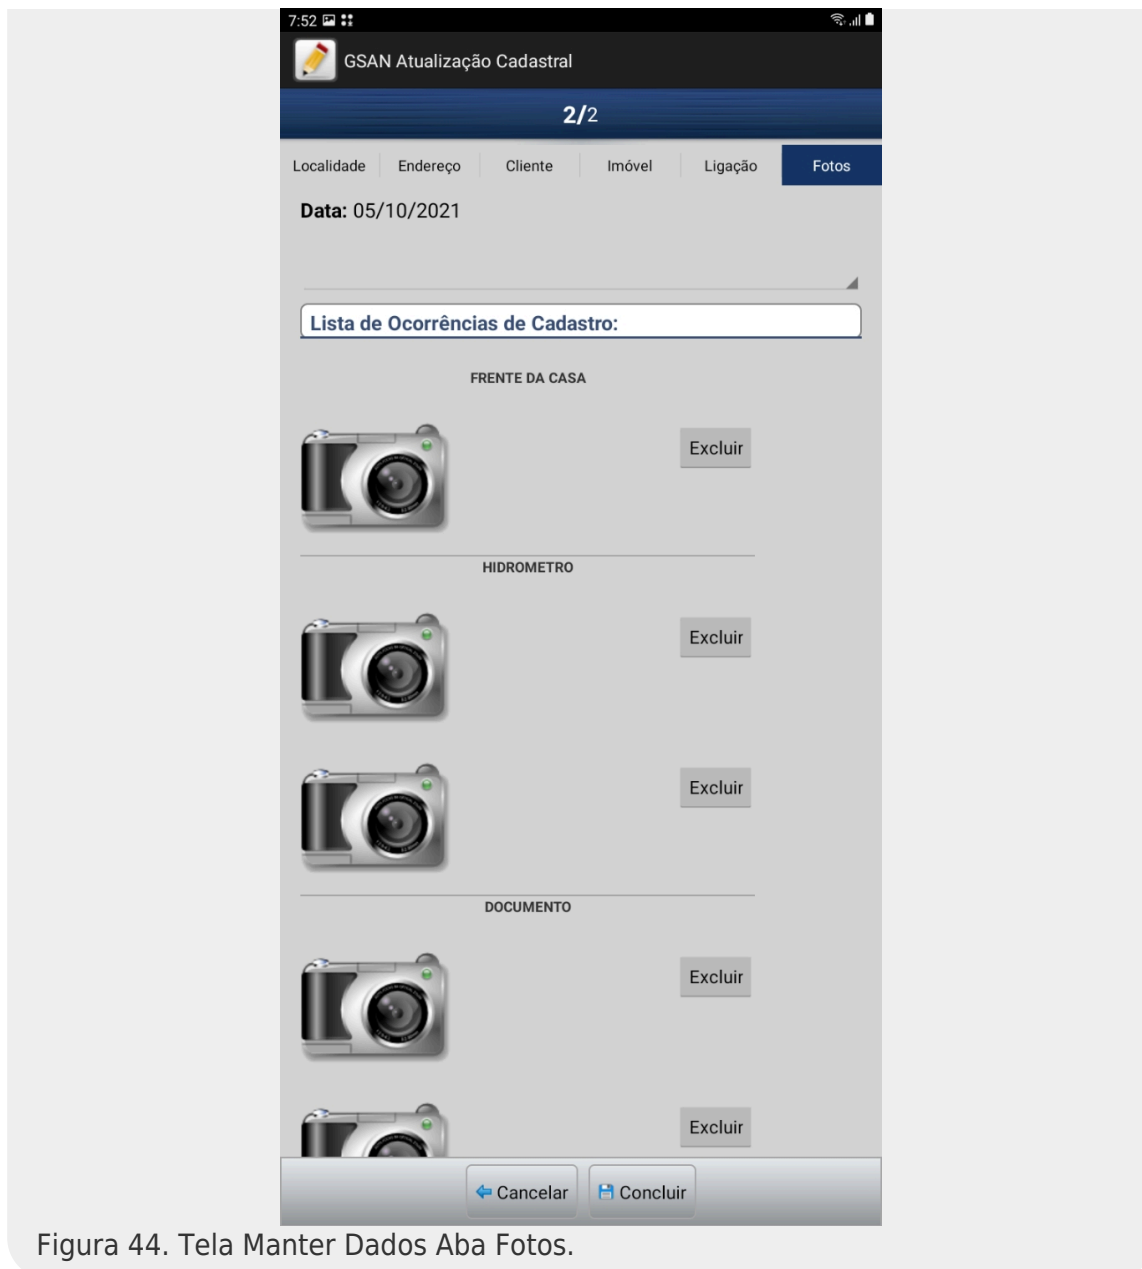 7:52
GSAN Atualização Cadastral
2/2
Localidade Endereço Cliente Imóvel Ligação Fotos
Data: 05/10/2021
Lista de Ocorrências de Cadastro:
FRENTE DA CASA
Excluir
HIDROMETRO
Excluir
Excluir
DOCUMENTO
Excluir
Excluir
Cancelar Concluir
Figura 44. Tela Manter Dados Aba Fotos.